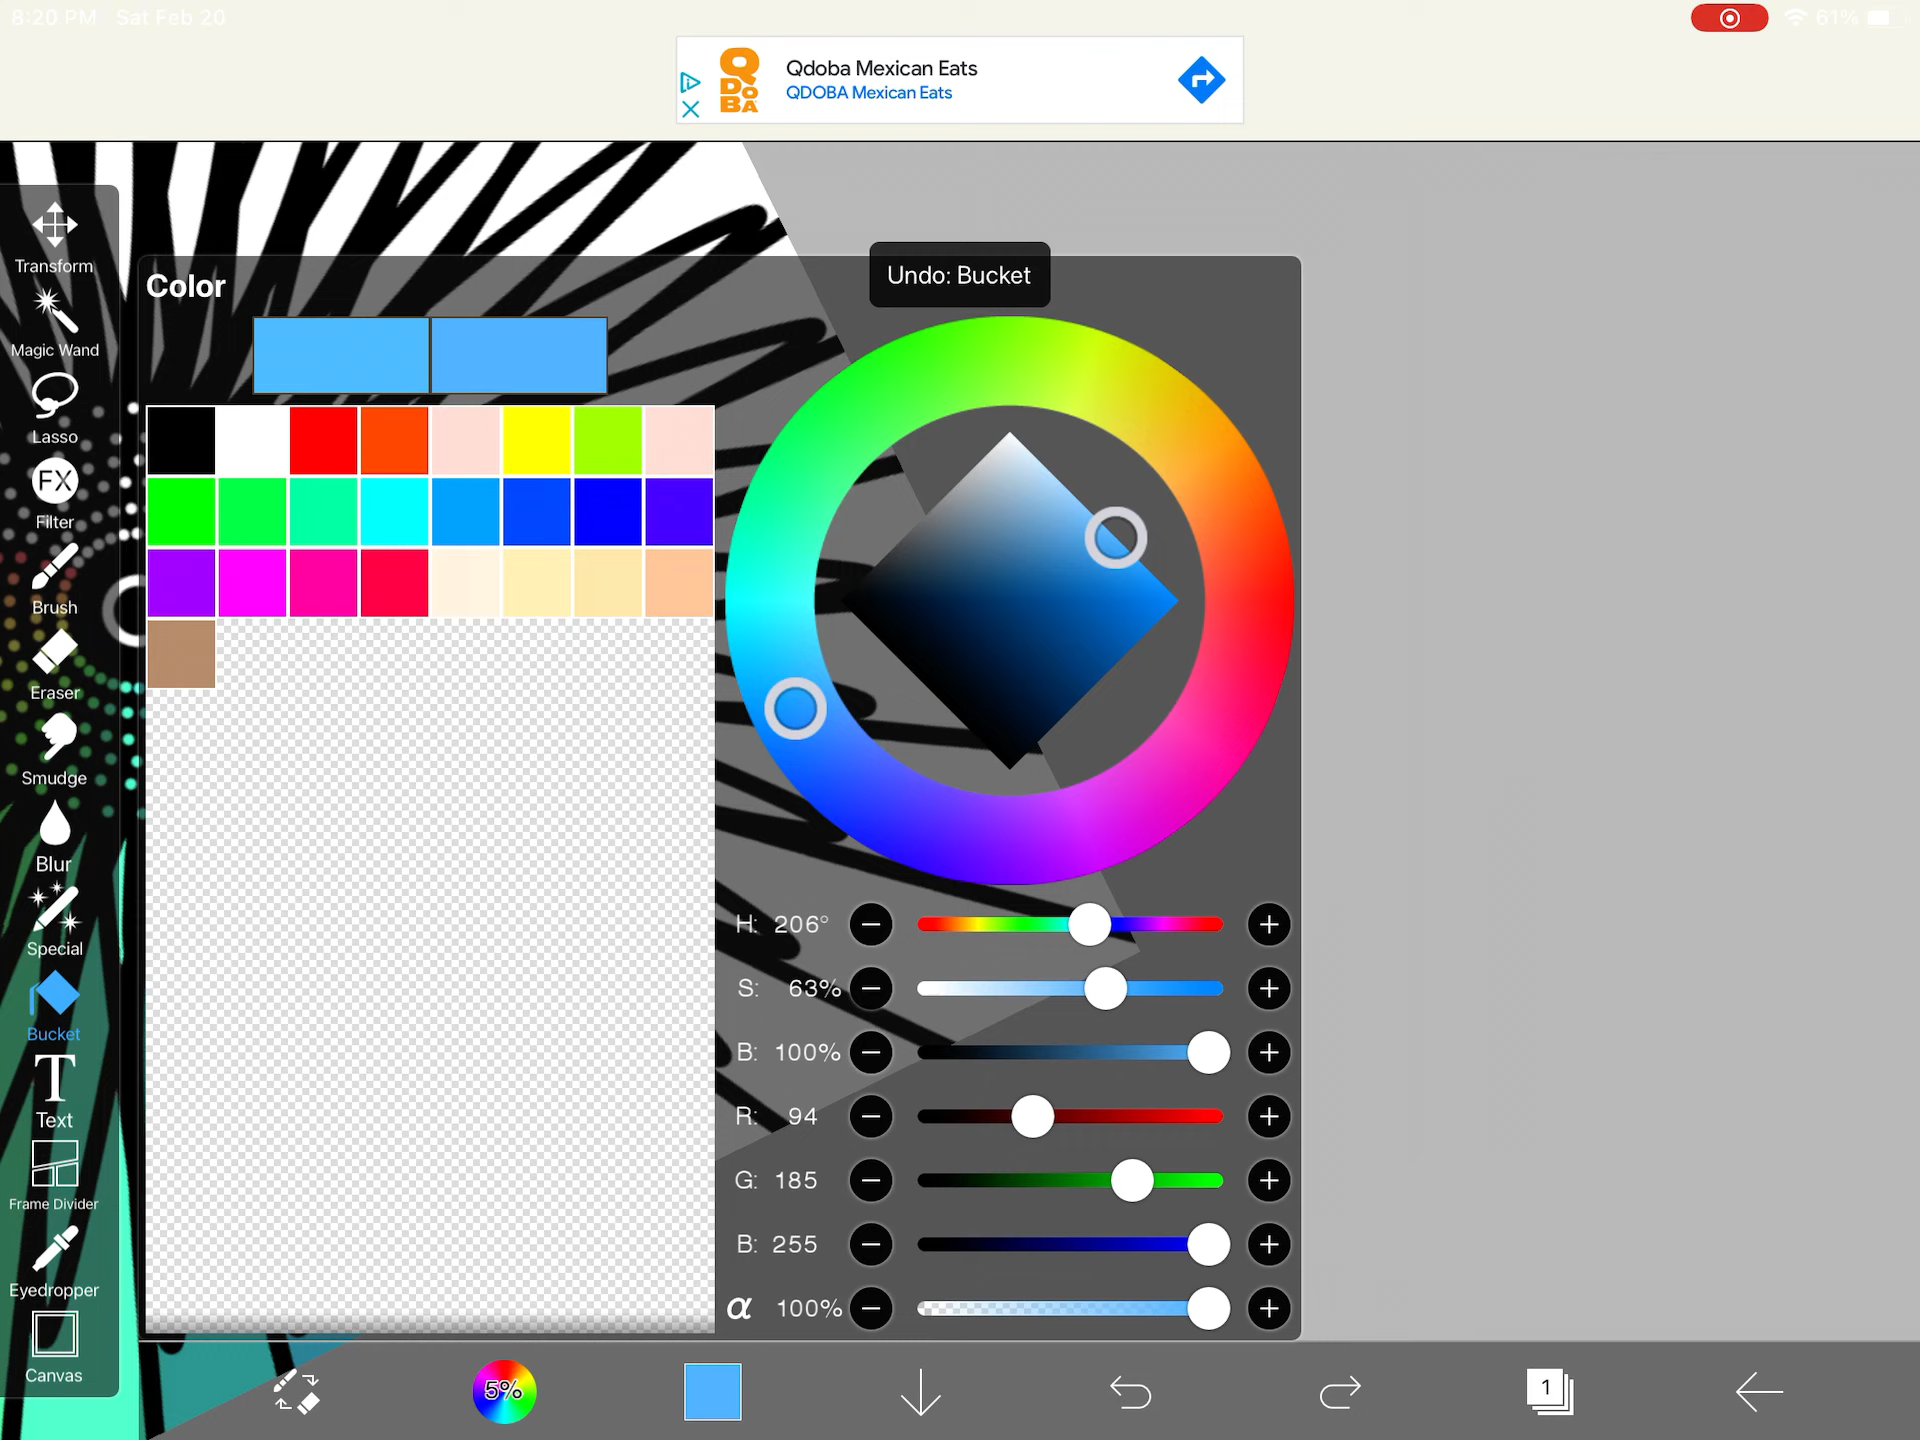 8:20 PM Sat Feb 20
61%
QDOBA
Qdoba Mexican Eats
QDOBA Mexican Eats
Undo: Bucket
Color
Transform
Magic Wand
Lasso
FX
Filter
Brush
Eraser
Smudge
Blur
Special
Bucket
T
Text
Frame Divider
Eyedropper
Canvas
H: 206°
S: 63%
B: 100%
R: 94
G: 185
B: 255
α 100%
5%
1